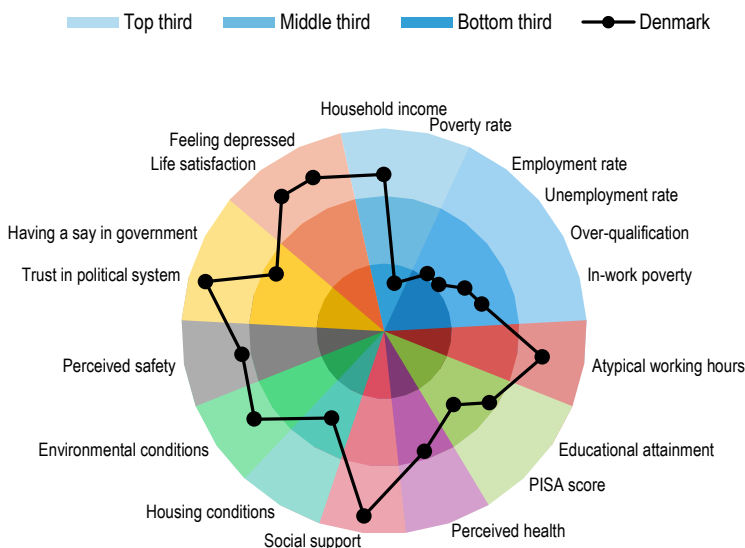 Top third
Middle third
Bottom third
Denmark
Household income
Poverty rate
Employment rate
Unemployment rate
Over-qualification
In-work poverty
Atypical working hours
Educational attainment
PISA score
Perceived health
Social support
Housing conditions
Environmental conditions
Perceived safety
Trust in political system
Having a say in government
Life satisfaction
Feeling depressed